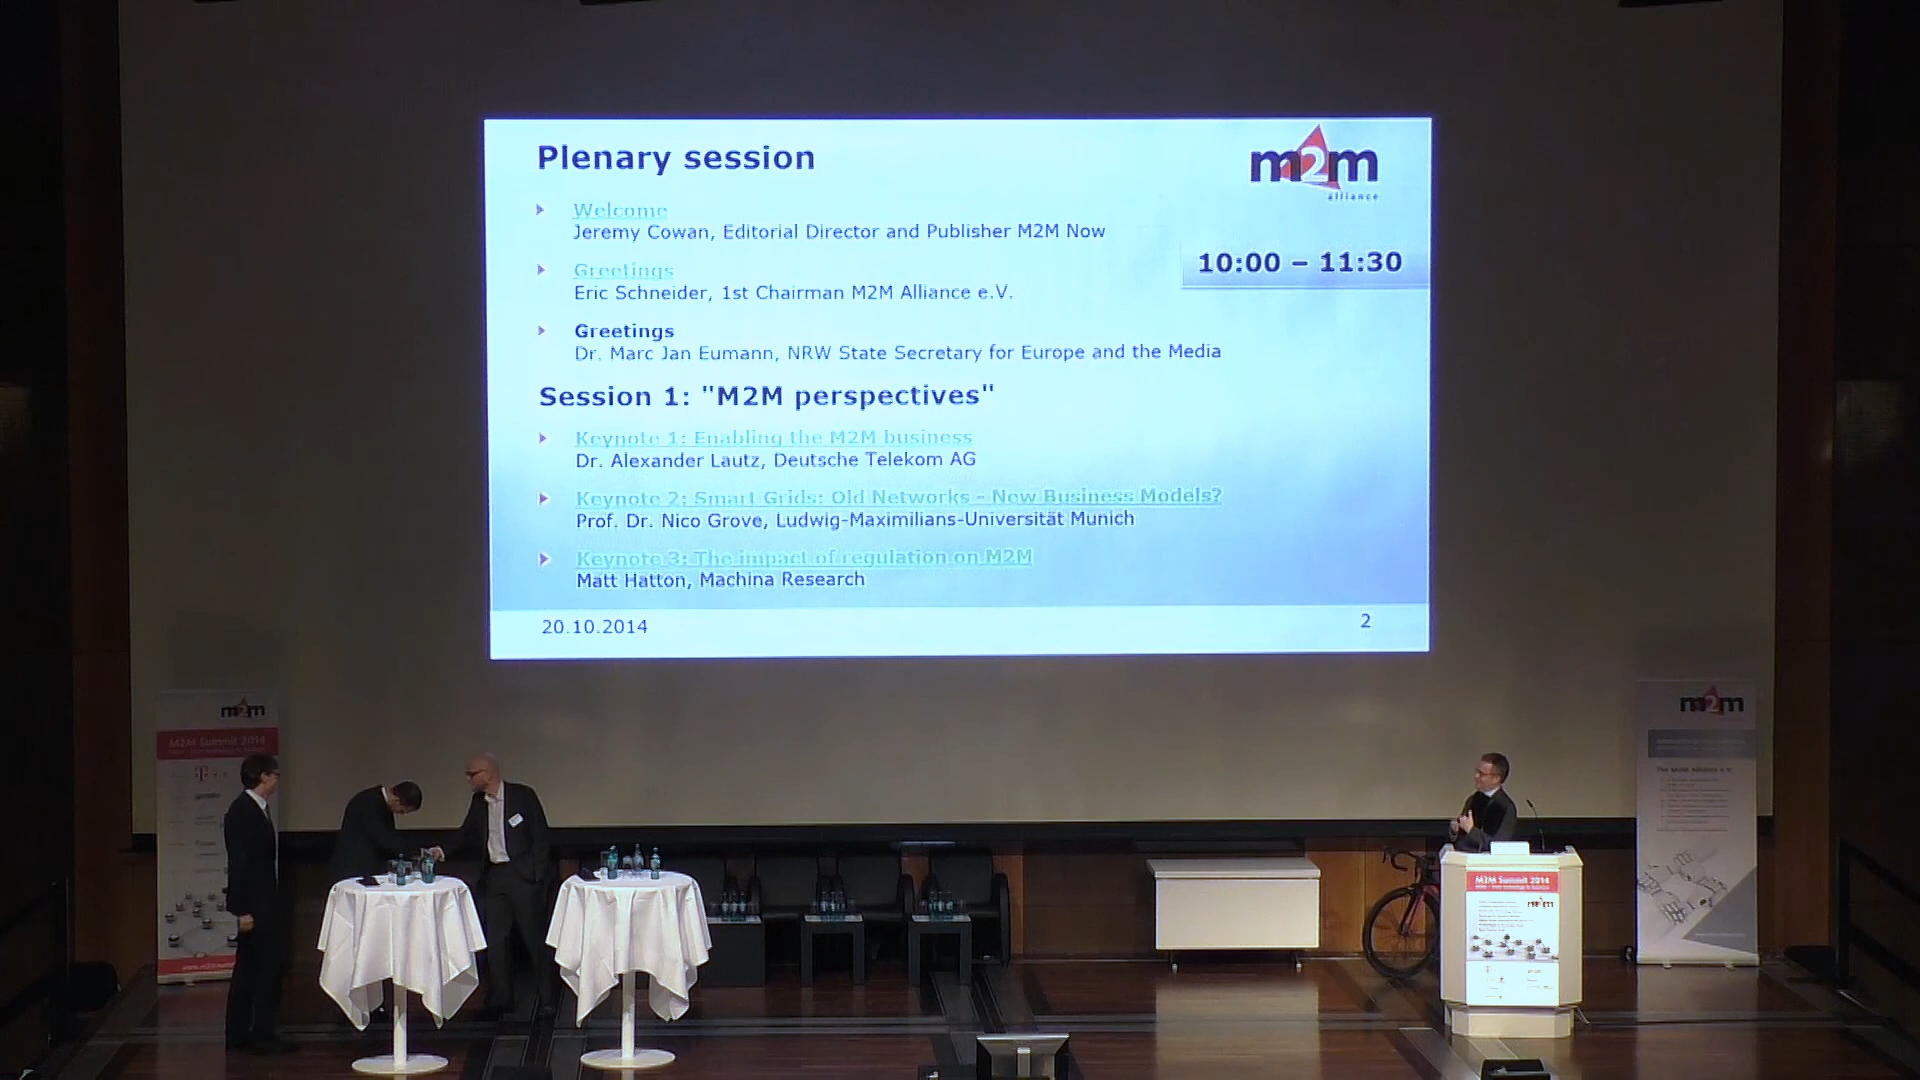 Plenary session
m2m
alliance
Welcome
Jeremy Cowan, Editorial Director and Publisher M2M Now
10:00 – 11:30
Greetings
Eric Schneider, 1st Chairman M2M Alliance e.V.
Greetings
Dr. Marc Jan Eumann, NRW State Secretary for Europe and the Media
Session 1: "M2M perspectives"
Keynote 1: Enabling the M2M business
Dr. Alexander Lautz, Deutsche Telekom AG
Keynote 2: Smart Grids: Old Networks - New Business Models?
Prof. Dr. Nico Grove, Ludwig-Maximilians-Universität Munich
Keynote 3: The impact of regulation on M2M
Matt Hatton, Machina Research
20.10.2014
2
m2m
M2M Summit 2014
m2m
The M2M Alliance e.V.
M2M Summit 2014
m2m